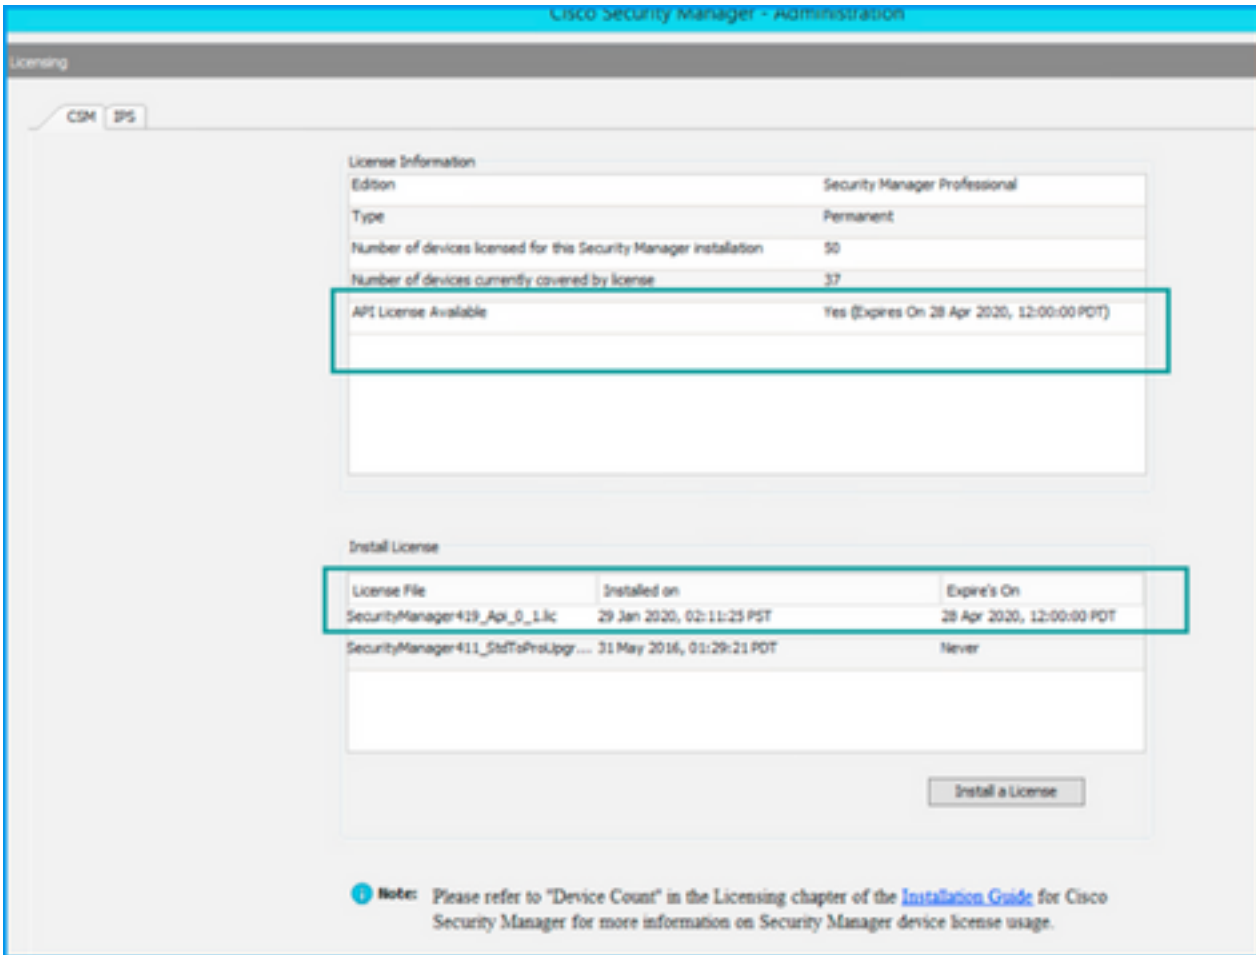 Cisco Security Manager - Administration
Licensing
CSM IPS
License Information
Edition Security Manager Professional
Type Permanent
Number of devices licensed for this Security Manager installation 50
Number of devices currently covered by license 37
API License Available Yes (Expires On 28 Apr 2020, 12:00:00 PDT)
Install License
License File Installed on Expire's On
SecurityManager419_Api_0_1.lic 29 Jan 2020, 02:11:25 PST 28 Apr 2020, 12:00:00 PDT
SecurityManager411_StdToProUpgr... 31 May 2016, 01:29:21 PDT Never
Install a License
Note: Please refer to "Device Count" in the Licensing chapter of the Installation Guide for Cisco
Security Manager for more information on Security Manager device license usage.